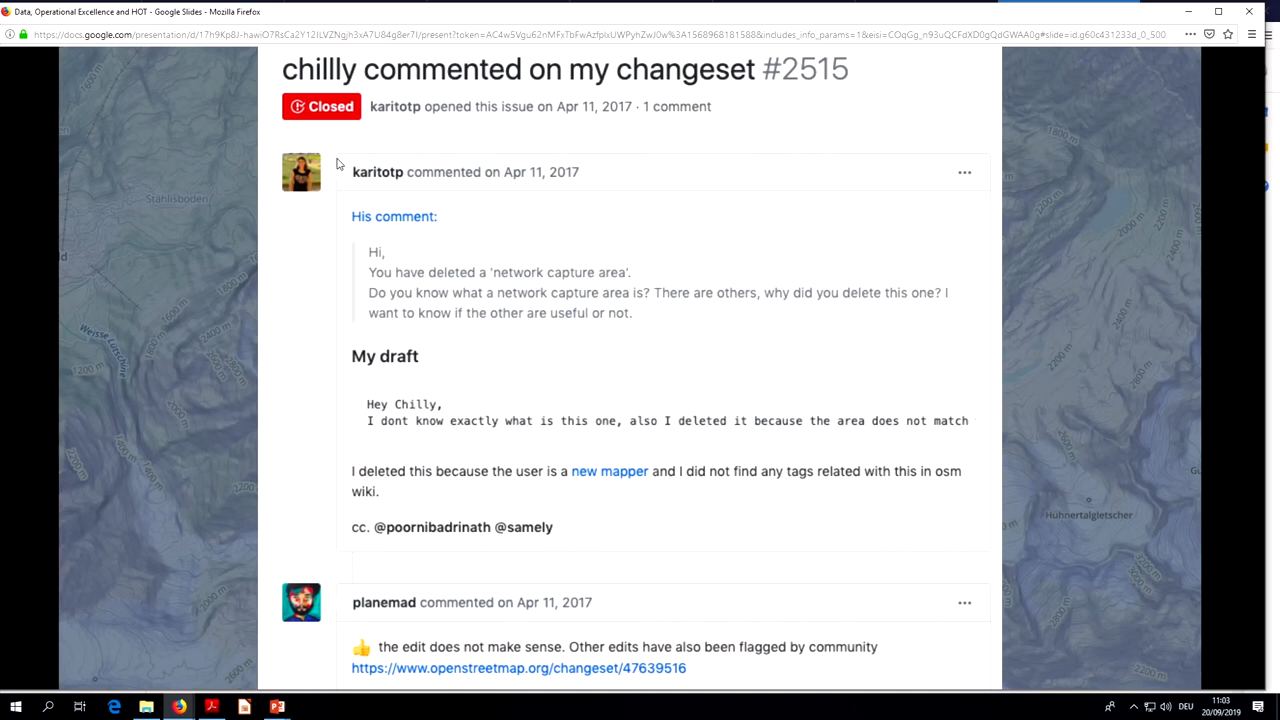 Data, Operational Excellence and HOT - Google Slides - Mozilla Firefox
chillly commented on my changeset #2515
Closed karitotp opened this issue on Apr 11, 2017 · 1 comment
karitotp commented on Apr 11, 2017
His comment:
Hi,
You have deleted a 'network capture area'.
Do you know what a network capture area is? There are others, why did you delete this one? I
want to know if the other are useful or not.
My draft
Hey Chilly,
I dont know exactly what is this one, also I deleted it because the area does not match
I deleted this because the user is a new mapper and I did not find any tags related with this in osm
wiki.
cc. @poornibadrinath @samely
planemad commented on Apr 11, 2017
👍 the edit does not make sense. Other edits have also been flagged by community
https://www.openstreetmap.org/changeset/47639516
Stahlisboden
Weisse Lütschine
Hühnertalgletscher
DEU
11:03
20/09/2019